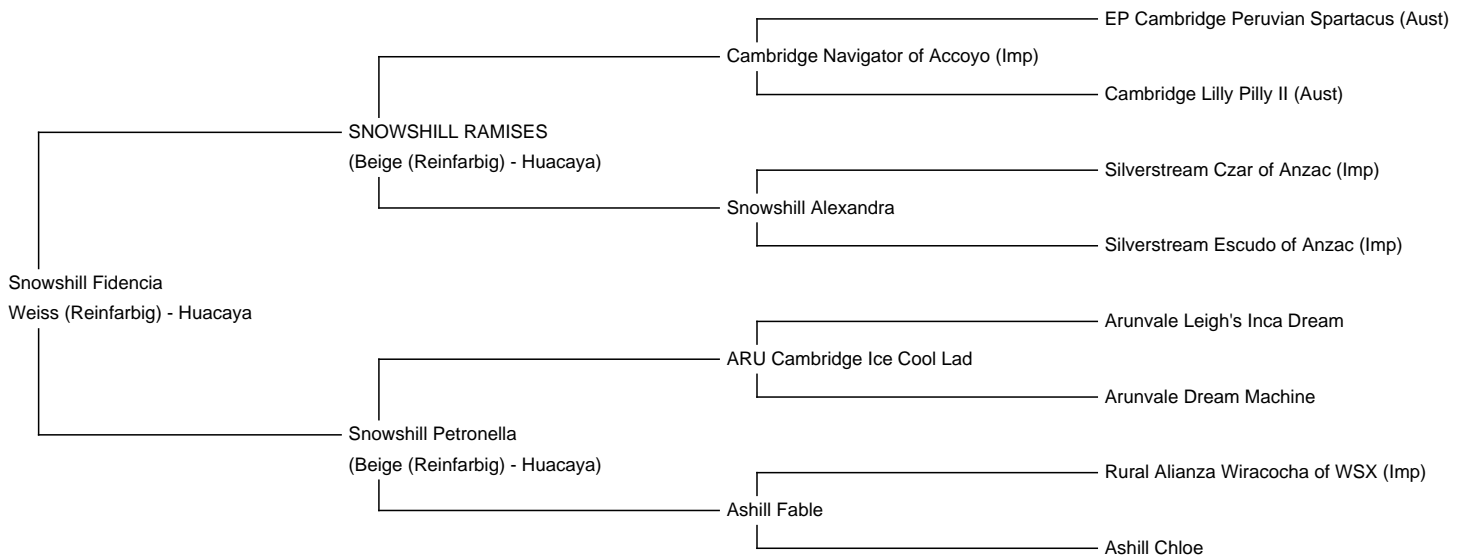 EP Cambridge Peruvian Spartacus (Aust)
Cambridge Navigator of Accoyo (Imp)
Cambridge Lilly Pilly II (Aust)
SNOWSHILL RAMISES
(Beige (Reinfarbig) - Huacaya)
Silverstream Czar of Anzac (Imp)
Snowshill Alexandra
Silverstream Escudo of Anzac (Imp)
Snowshill Fidencia
Weiss (Reinfarbig) - Huacaya
Arunvale Leigh's Inca Dream
ARU Cambridge Ice Cool Lad
Arunvale Dream Machine
Snowshill Petronella
(Beige (Reinfarbig) - Huacaya)
Rural Alianza Wiracocha of WSX (Imp)
Ashill Fable
Ashill Chloe